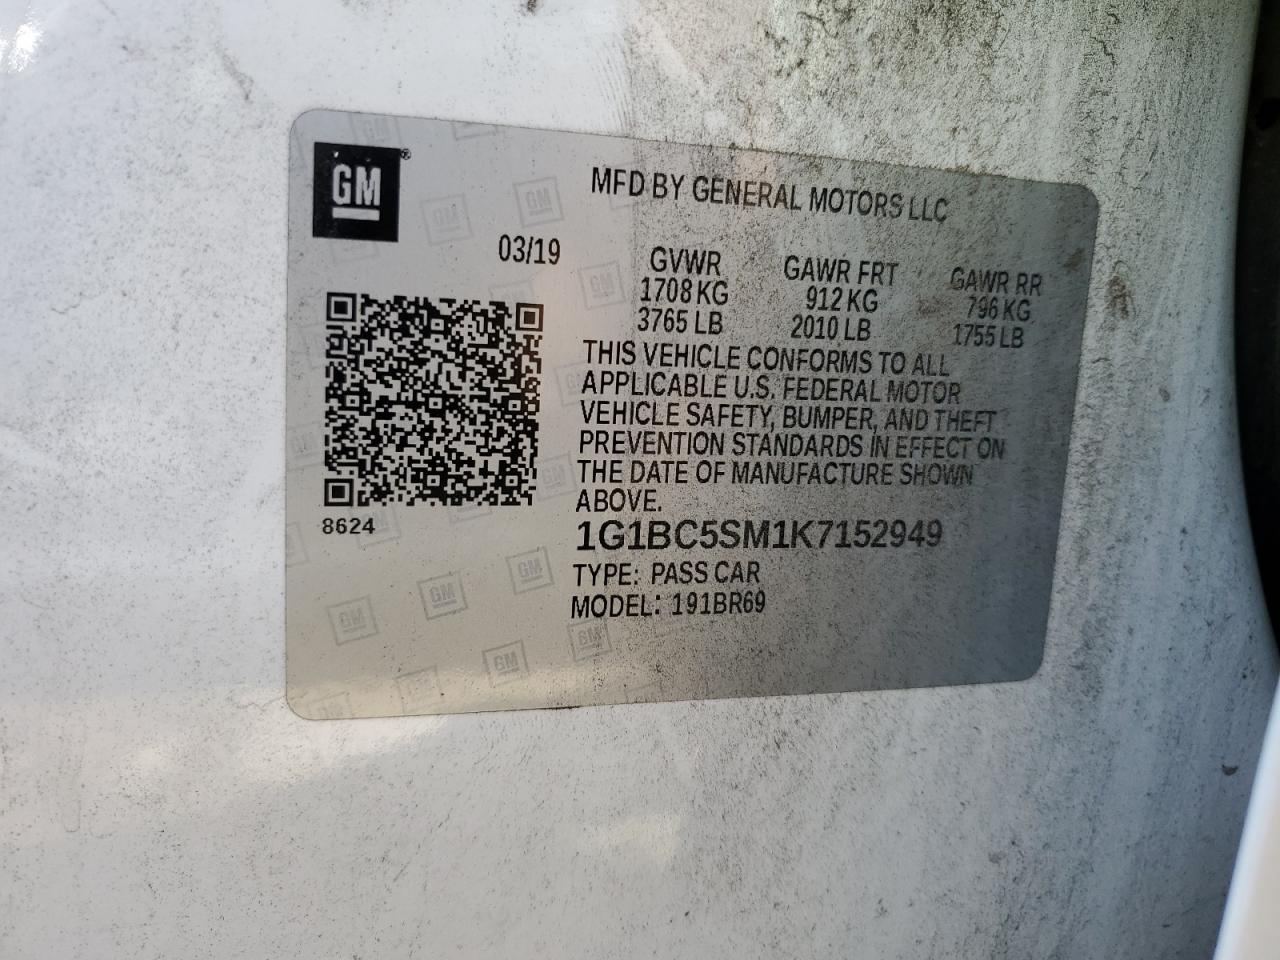 GM®
MFD BY GENERAL MOTORS LLC
03/19
GVWR GAWR FRT GAWR RR
1708 KG 912 KG 796 KG
3765 LB 2010 LB 1755 LB
THIS VEHICLE CONFORMS TO ALL
APPLICABLE U.S. FEDERAL MOTOR
VEHICLE SAFETY, BUMPER, AND THEFT
PREVENTION STANDARDS IN EFFECT ON
THE DATE OF MANUFACTURE SHOWN
ABOVE.
8624
1G1BC5SM1K7152949
TYPE: PASS CAR
MODEL: 191BR69